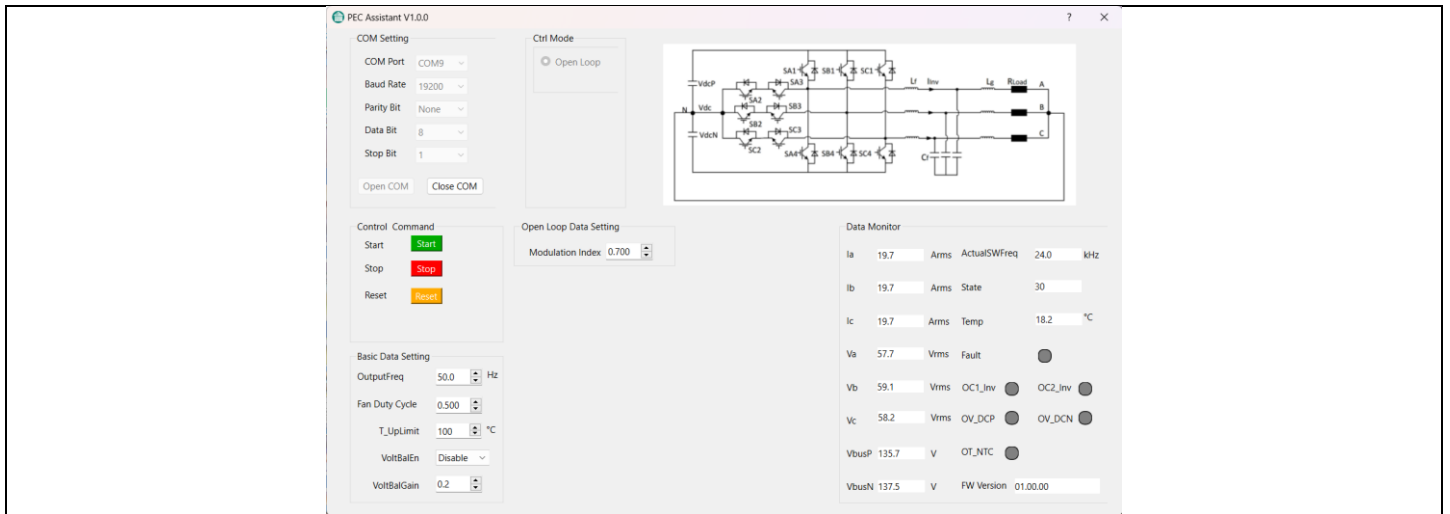 PEC Assistant V1.0.0 ? ×
COM Setting
COM Port COM9
Baud Rate 19200
Parity Bit None
Data Bit 8
Stop Bit 1
Open COM Close COM
Ctrl Mode
Open Loop
SA1 SB1 SC1
VdcP SA3 Lf Iinv Lg RLoad A
SA2
N Vdc SB3 B
SB2
VdcN SC3 C
SC2 SA4 SB4 SC4 Cf
Control Command
Start Start
Stop Stop
Reset Reset
Open Loop Data Setting
Modulation Index 0.700
Basic Data Setting
OutputFreq 50.0 Hz
Fan Duty Cycle 0.500
T_UpLimit 100 °C
VoltBalEn Disable
VoltBalGain 0.2
Data Monitor
Ia 19.7 Arms ActualSWFreq 24.0 kHz
Ib 19.7 Arms State 30
Ic 19.7 Arms Temp 18.2 °C
Va 57.7 Vrms Fault
Vb 59.1 Vrms OC1_Inv OC2_Inv
Vc 58.2 Vrms OV_DCP OV_DCN
VbusP 135.7 V OT_NTC
VbusN 137.5 V FW Version 01.00.00